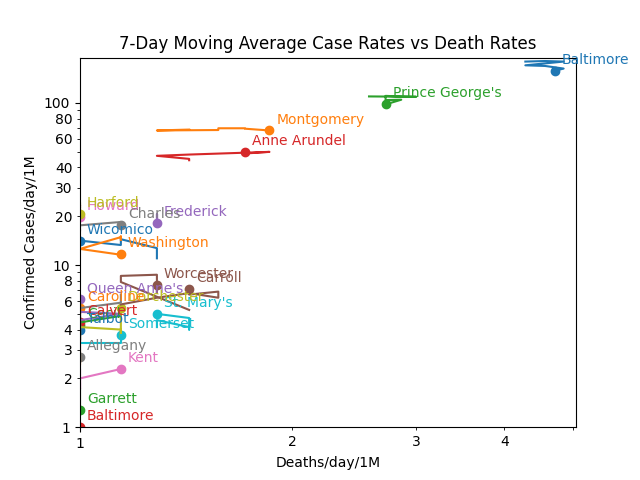 7-Day Moving Average Case Rates vs Death Rates
Baltimore
Prince George's
100
Montgomery
80
60
Anne Arundel
40
30
Harford
Howard
20
Charles
Frederick
Wicomico
Washington
10
Worcester
8
Carroll
Queen Anne's
6
Caroline
Dorchester
St. Mary's
Calvert
Talbot
4
Somerset
3
Allegany
Kent
2
Garrett
Baltimore
1
1
2
3
4
Confirmed Cases/day/1M
Deaths/day/1M